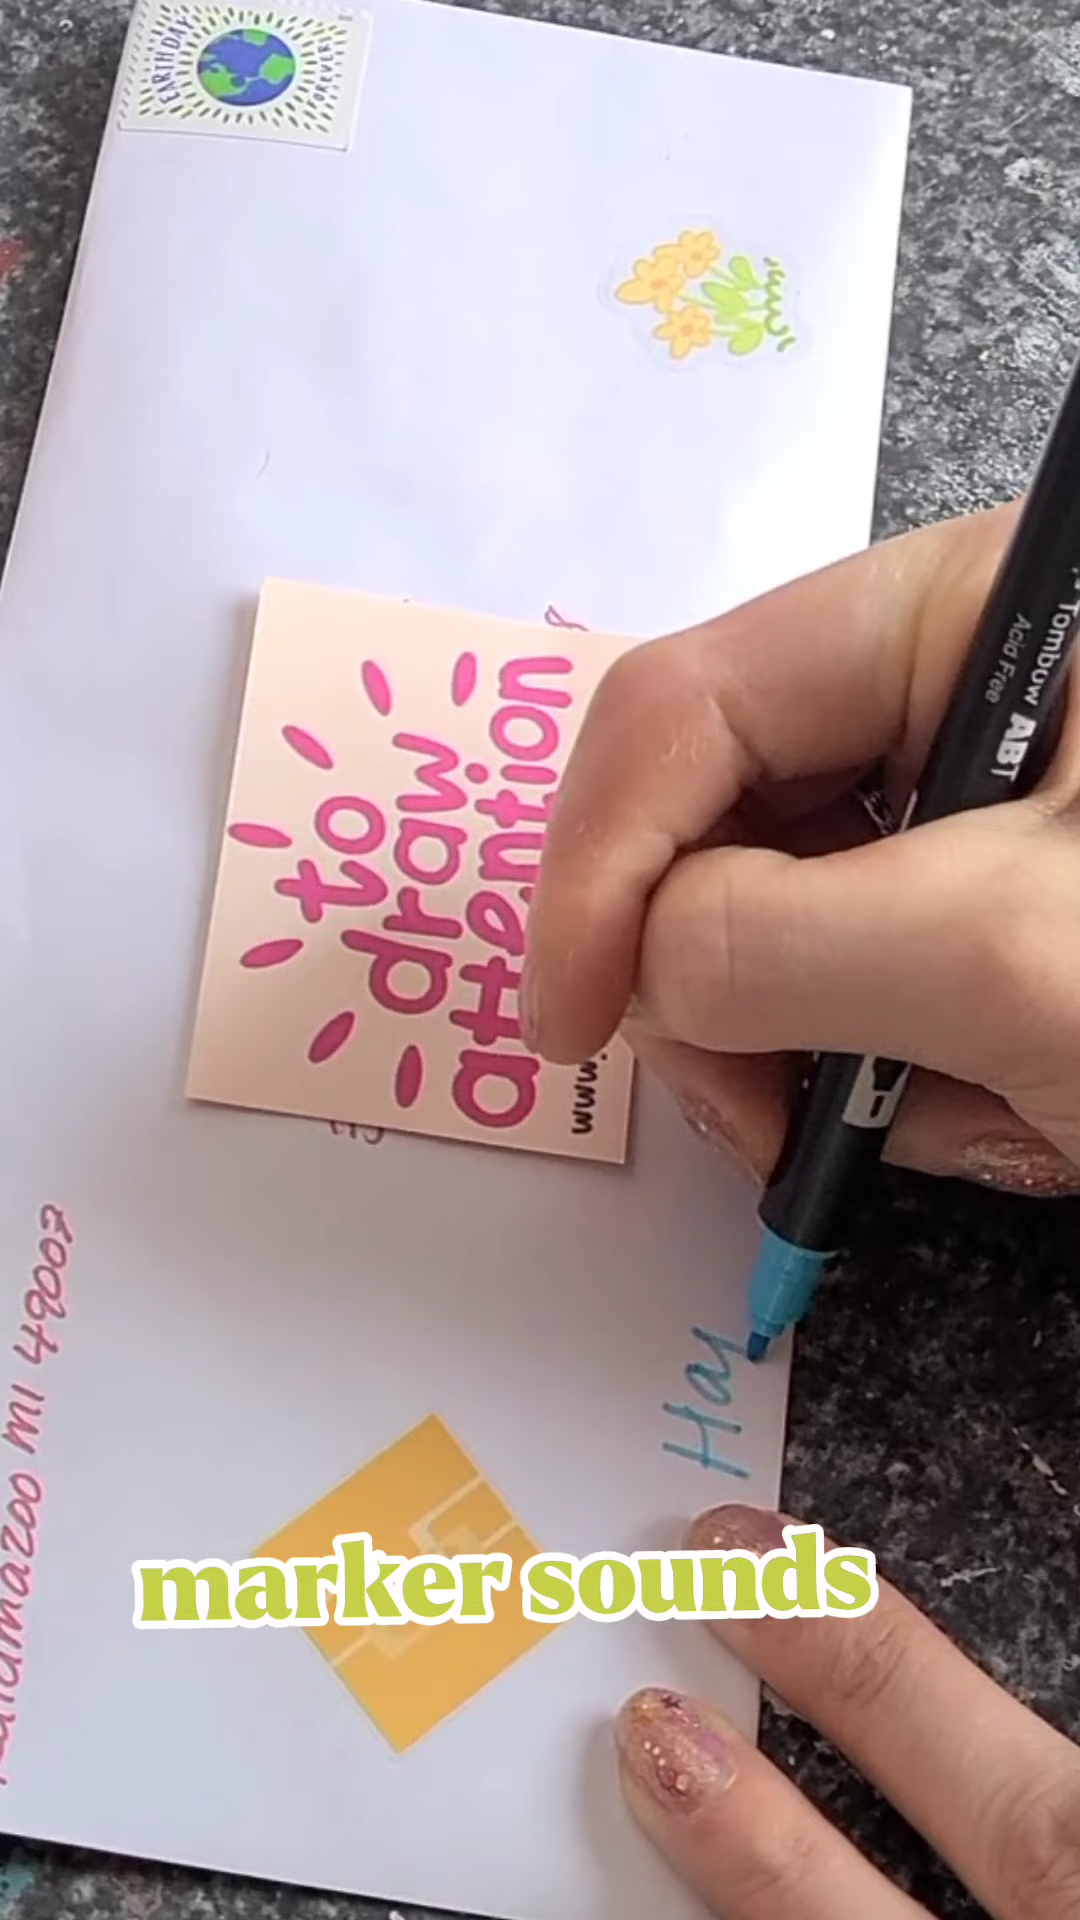 EARTH DAY
FOREVER
to
draw
attention
www.
Tombow ABT
Acid Free
Kalamazoo MI 49007
Hay
marker sounds